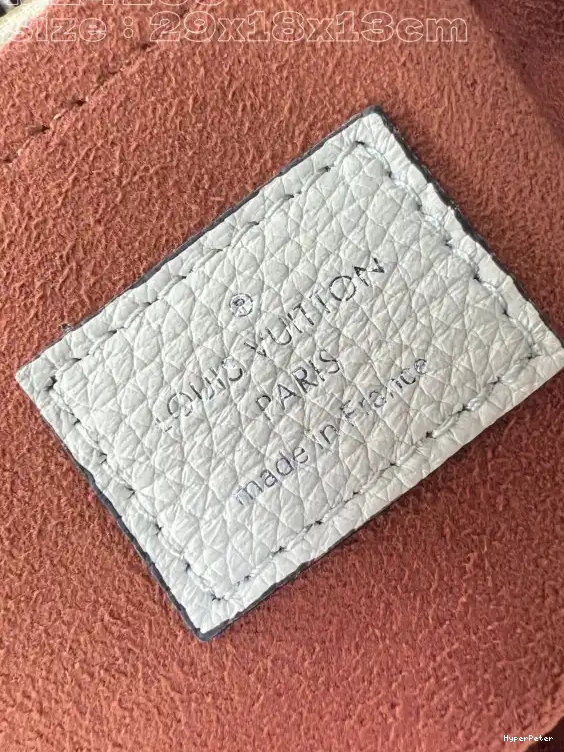 size : 29x18x13cm
®
LOUIS VUITTON
PARIS
made in France
HyperPeter